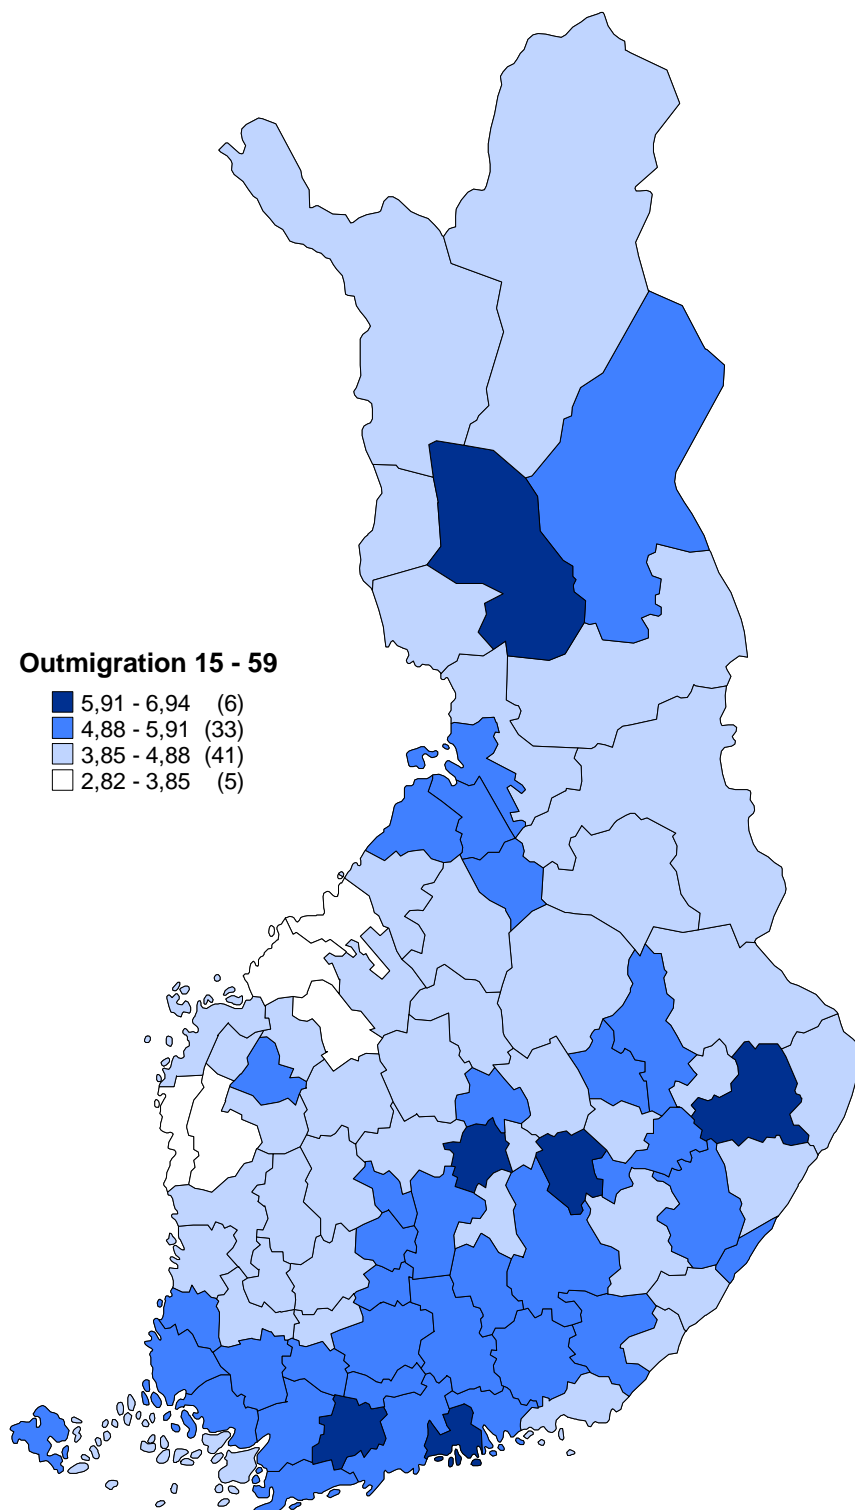 Outmigration 15 - 59
5,91 - 6,94 (6)
4,88 - 5,91 (33)
3,85 - 4,88 (41)
2,82 - 3,85 (5)